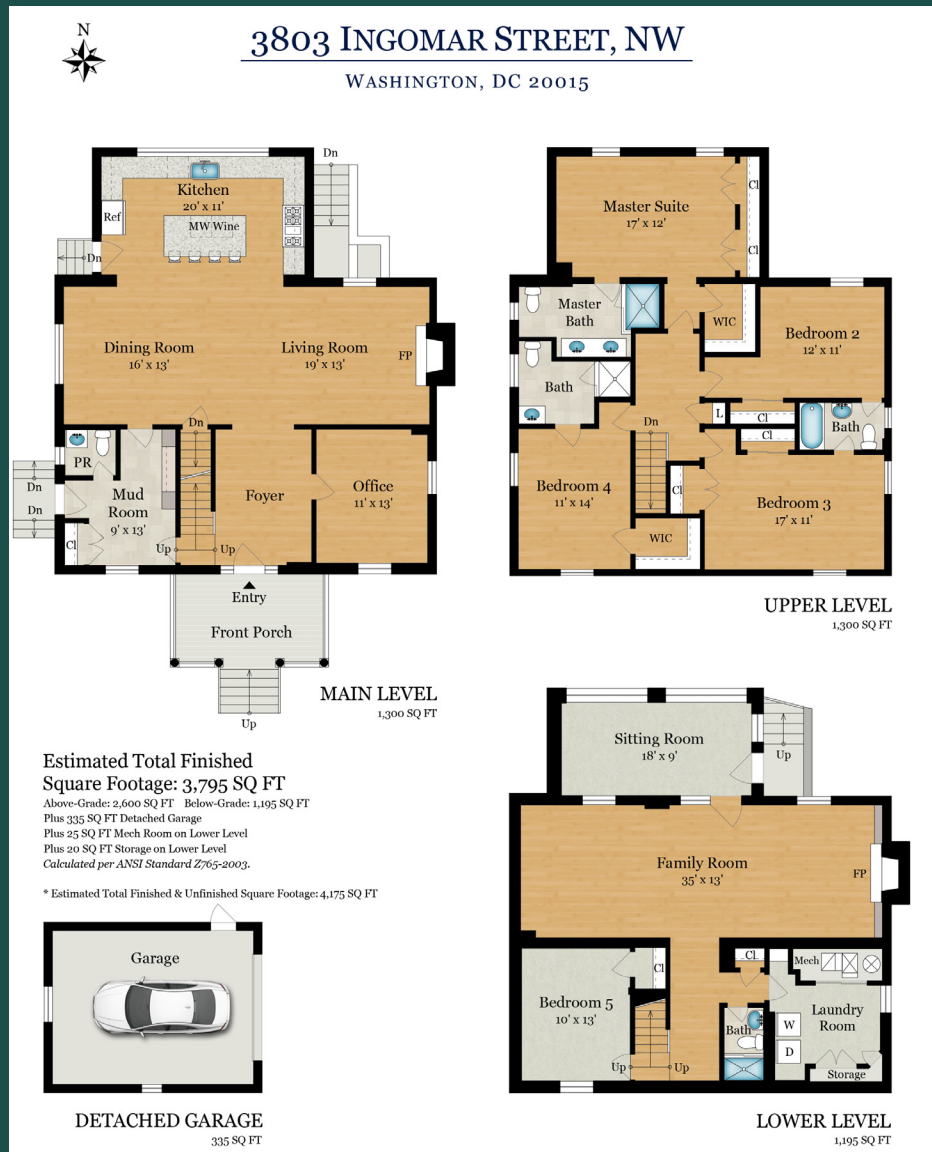 N
3803 INGOMAR STREET, NW
WASHINGTON, DC 20015
Dn
Kitchen
20' x 11'
Ref
MW Wine
Dn
Dining Room
16' x 13'
Living Room
19' x 13'
FP
Dn
PR
Mud
Room
9' x 13'
Foyer
Office
11' x 13'
Dn
Dn
Cl
Up
Up
Entry
Front Porch
Up
MAIN LEVEL
1,300 SQ FT
Master Suite
17' x 12'
Cl
Cl
Master
Bath
WIC
Bedroom 2
12' x 11'
Bath
Dn
L
Cl
Cl
Bath
Bedroom 4
11' x 14'
Cl
Bedroom 3
17' x 11'
WIC
UPPER LEVEL
1,300 SQ FT
Estimated Total Finished
Square Footage: 3,795 SQ FT
Above-Grade: 2,600 SQ FT Below-Grade: 1,195 SQ FT
Plus 335 SQ FT Detached Garage
Plus 25 SQ FT Mech Room on Lower Level
Plus 20 SQ FT Storage on Lower Level
Calculated per ANSI Standard Z765-2003.
* Estimated Total Finished & Unfinished Square Footage: 4,175 SQ FT
Garage
DETACHED GARAGE
335 SQ FT
Sitting Room
18' x 9'
Up
Family Room
35' x 13'
FP
Cl
Cl
Mech
Bedroom 5
10' x 13'
Bath
W
D
Laundry
Room
Up
Up
Storage
LOWER LEVEL
1,195 SQ FT